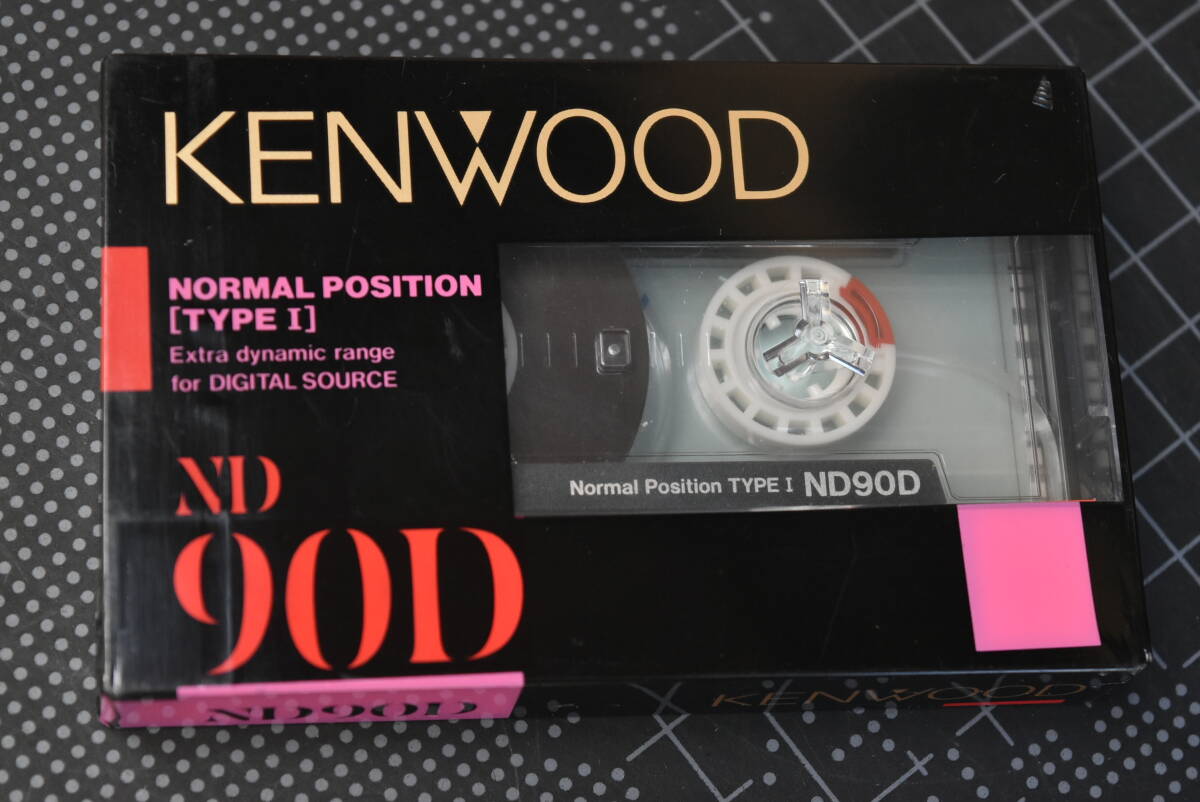 KENWOOD
NORMAL POSITION
[TYPE I]
Extra dynamic range
for DIGITAL SOURCE
ND
90D
Normal Position TYPE I ND90D
ND90D
KENWOOD